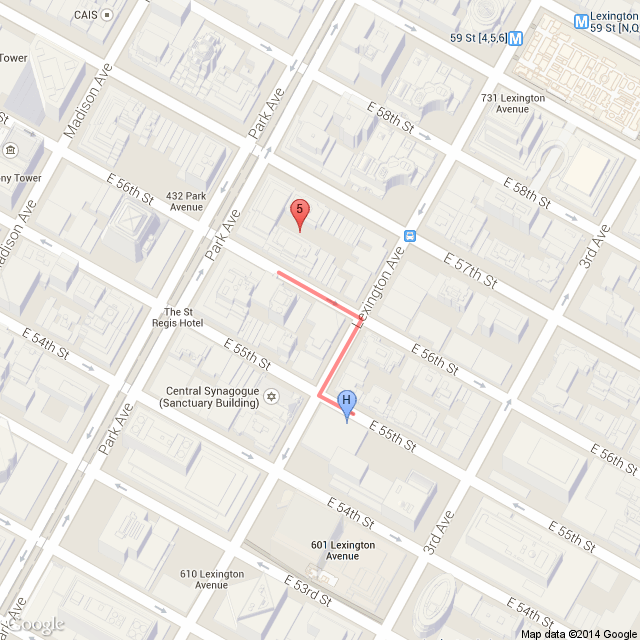 CAIS
Lexington
59 St [N,Q
59 St [4,5,6]
M
M
Tower
Madison Ave
Park Ave
731 Lexington
Avenue
E 58th St
St
ony Tower
E 56th St
432 Park
Avenue
E 58th St
Madison Ave
Park Ave
5
3rd Ave
Lexington Ave
E 57th St
The St
Regis Hotel
E 54th St
E 55th St
E 56th St
Central Synagogue
(Sanctuary Building)
H
Park Ave
E 55th St
E 56th St
E 54th St
3rd Ave
E 55th St
601 Lexington
Avenue
610 Lexington
Avenue
E 53rd St
E 54th St
Park Ave
Google
Map data ©2014 Google